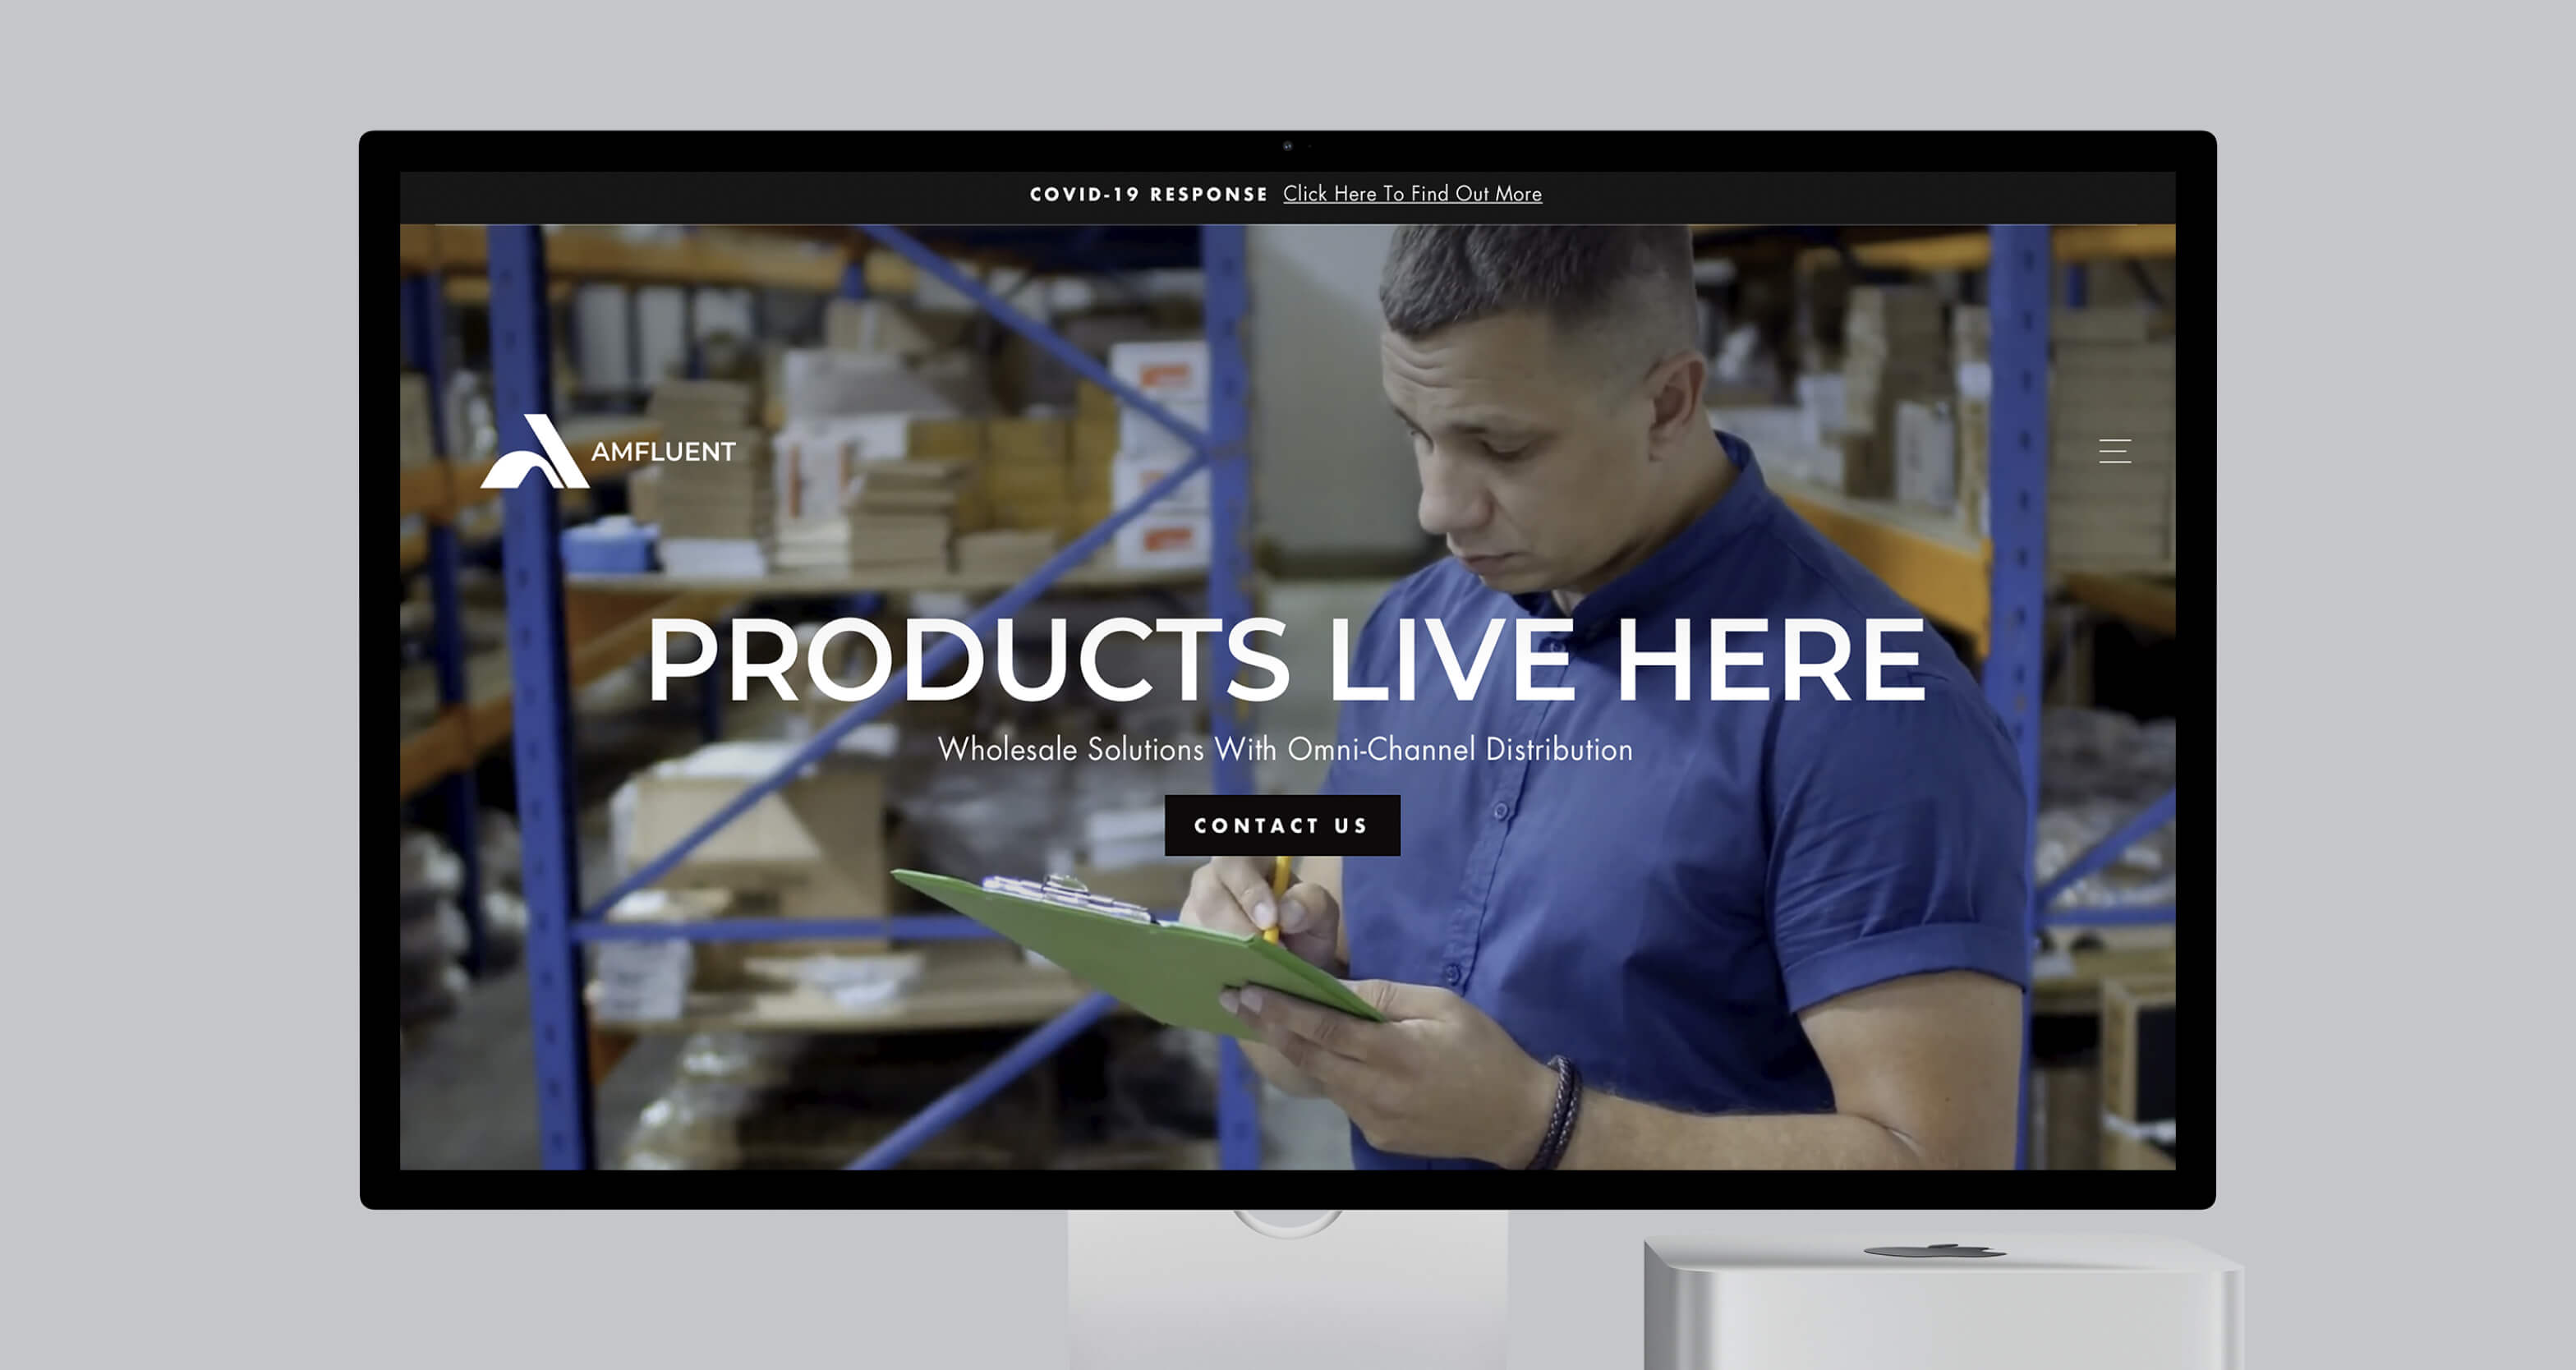 COVID-19 RESPONSE Click Here To Find Out More
AMFLUENT
PRODUCTS LIVE HERE
Wholesale Solutions With Omni-Channel Distribution
CONTACT US